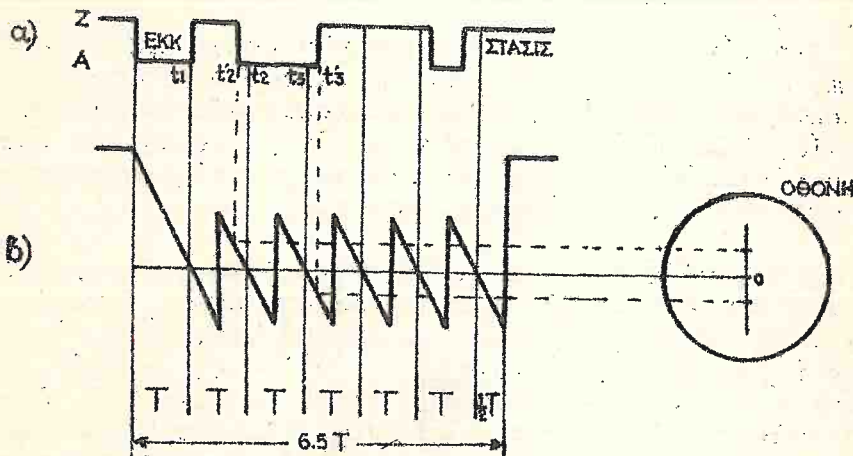 α)
Z
A
ΕΚΚ
ΣΤΑΣΙΣ
t1 t'2 t2 t3 t'3
ΟΘΟΝΗ
β)
0
T T T T T T ½T
6.5 T